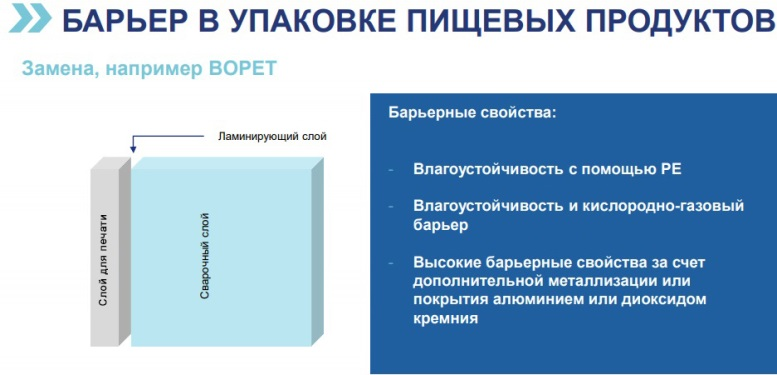 БАРЬЕР В УПАКОВКЕ ПИЩЕВЫХ ПРОДУКТОВ
Замена, например BOPET
Ламинирующий слой
Слой для печати
Сварочный слой
Барьерные свойства:
- Влагоустойчивость с помощью PE
- Влагоустойчивость и кислородно-газовый
барьер
- Высокие барьерные свойства за счет
дополнительной металлизации или
покрытия алюминием или диоксидом
кремния